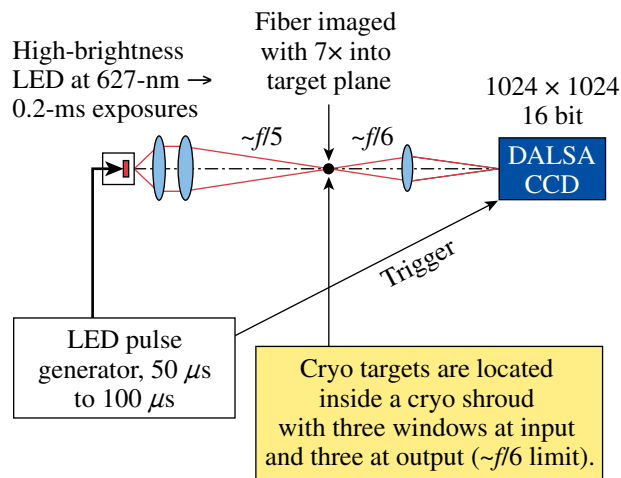 High-brightness
LED at 627-nm →
0.2-ms exposures
Fiber imaged
with 7× into
target plane
1024 × 1024
16 bit
~f/5
~f/6
DALSA
CCD
Trigger
LED pulse
generator, 50 μs
to 100 μs
Cryo targets are located
inside a cryo shroud
with three windows at input
and three at output (~f/6 limit).